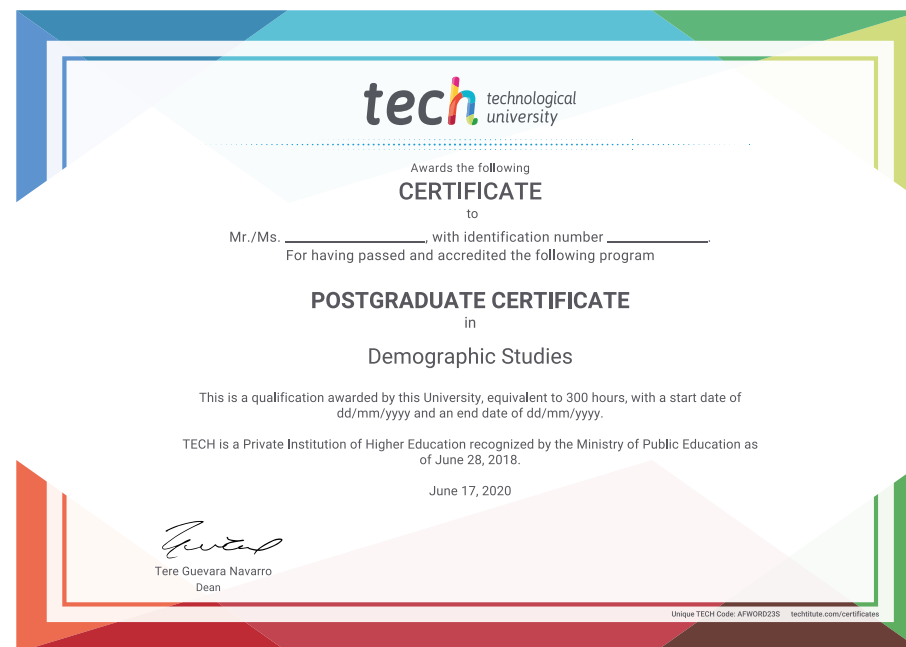 tech technological
university
Awards the following
CERTIFICATE
to
Mr./Ms. ____________________, with identification number _______________.
For having passed and accredited the following program
POSTGRADUATE CERTIFICATE
in
Demographic Studies
This is a qualification awarded by this University, equivalent to 300 hours, with a start date of
dd/mm/yyyy and an end date of dd/mm/yyyy.
TECH is a Private Institution of Higher Education recognized by the Ministry of Public Education as
of June 28, 2018.
June 17, 2020
Tere Guevara Navarro
Dean
Unique TECH Code: AFWORD23S techtitute.com/certificates